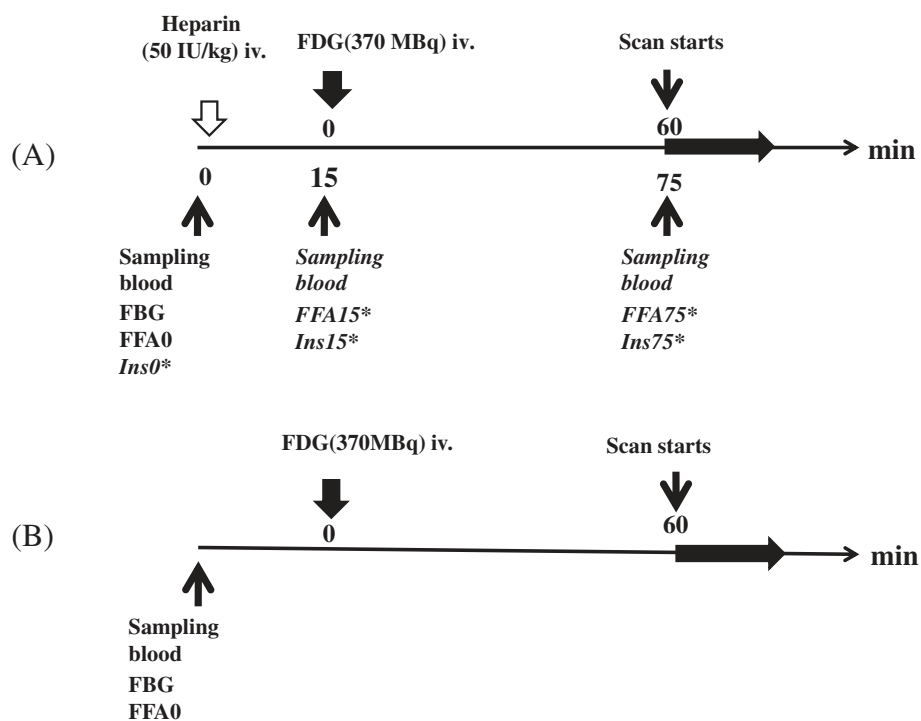 Heparin
(50 IU/kg) iv.
FDG(370 MBq) iv.
Scan starts
(A)
0
60
min
0
15
75
Sampling
blood
FBG
FFA0
Ins0*
Sampling
blood
FFA15*
Ins15*
Sampling
blood
FFA75*
Ins75*
FDG(370MBq) iv.
Scan starts
(B)
0
60
min
Sampling
blood
FBG
FFA0